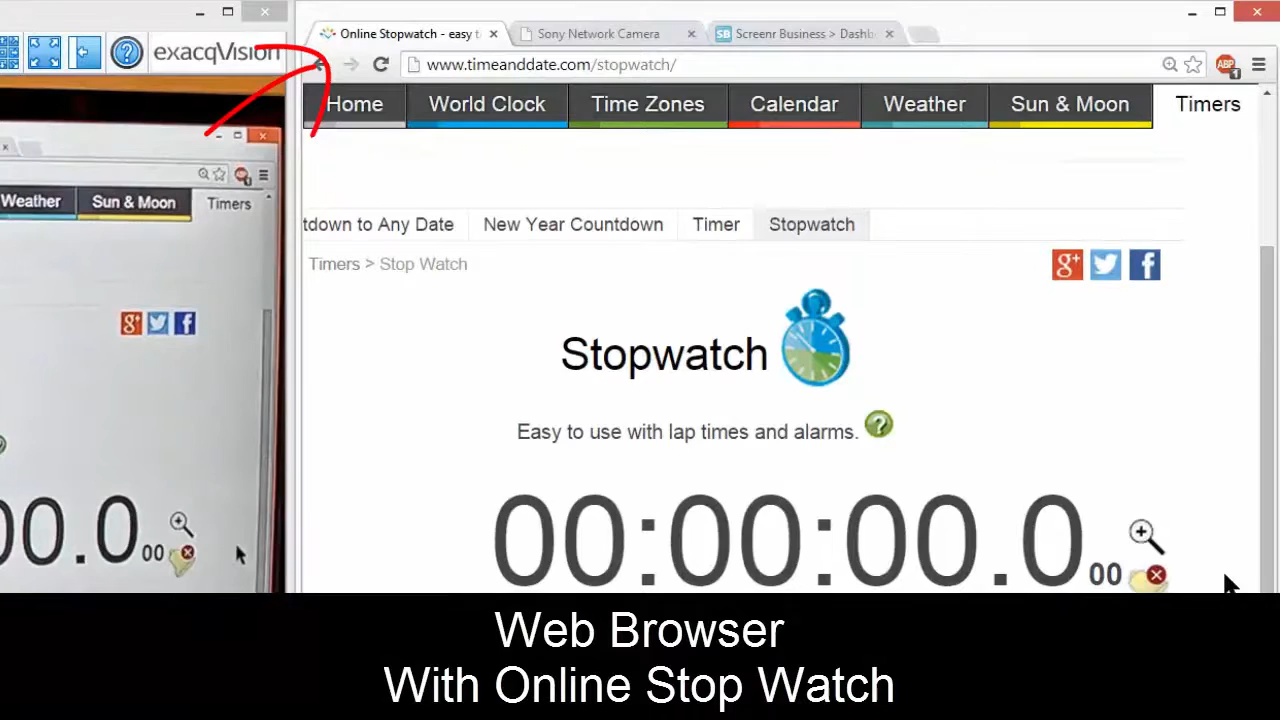 exacqVision
Weather Sun & Moon Timers
g+
f
00.0
00
Online Stopwatch - easy t
Sony Network Camera
SB Screenr Business > Dashb
www.timeanddate.com/stopwatch/
ABP
1
Home World Clock Time Zones Calendar Weather Sun & Moon Timers
tdown to Any Date New Year Countdown Timer Stopwatch
Timers > Stop Watch
g+
f
Stopwatch
Easy to use with lap times and alarms. ?
00:00:00.0
00
Web Browser
With Online Stop Watch